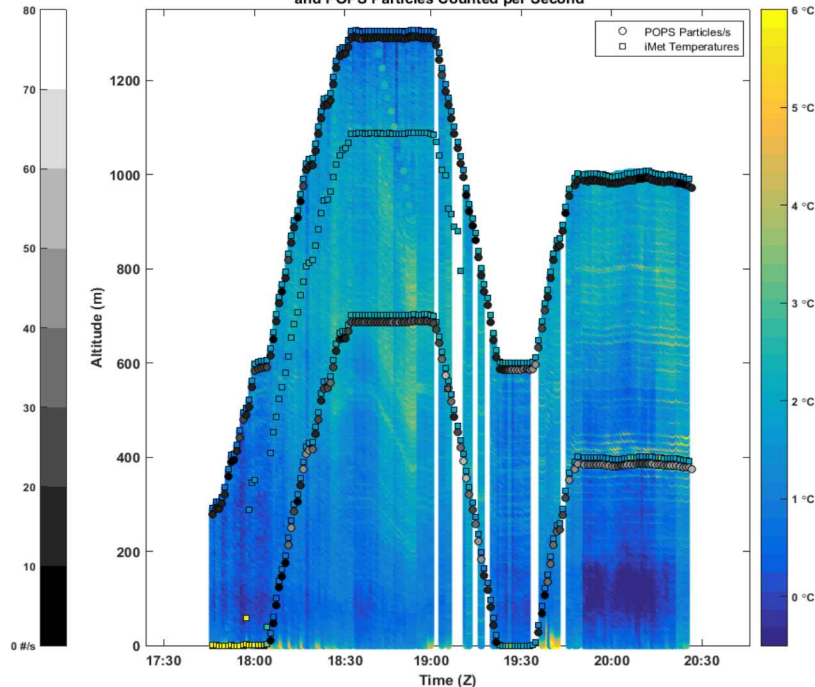 and POPS Particles Counted per Second
POPS Particles/s
iMet Temperatures
80
70
60
50
40
30
20
10
0 #/s
Altitude (m)
1200
1000
800
600
400
200
0
17:30
18:00
18:30
19:00
19:30
20:00
20:30
Time (Z)
6 °C
5 °C
4 °C
3 °C
2 °C
1 °C
0 °C